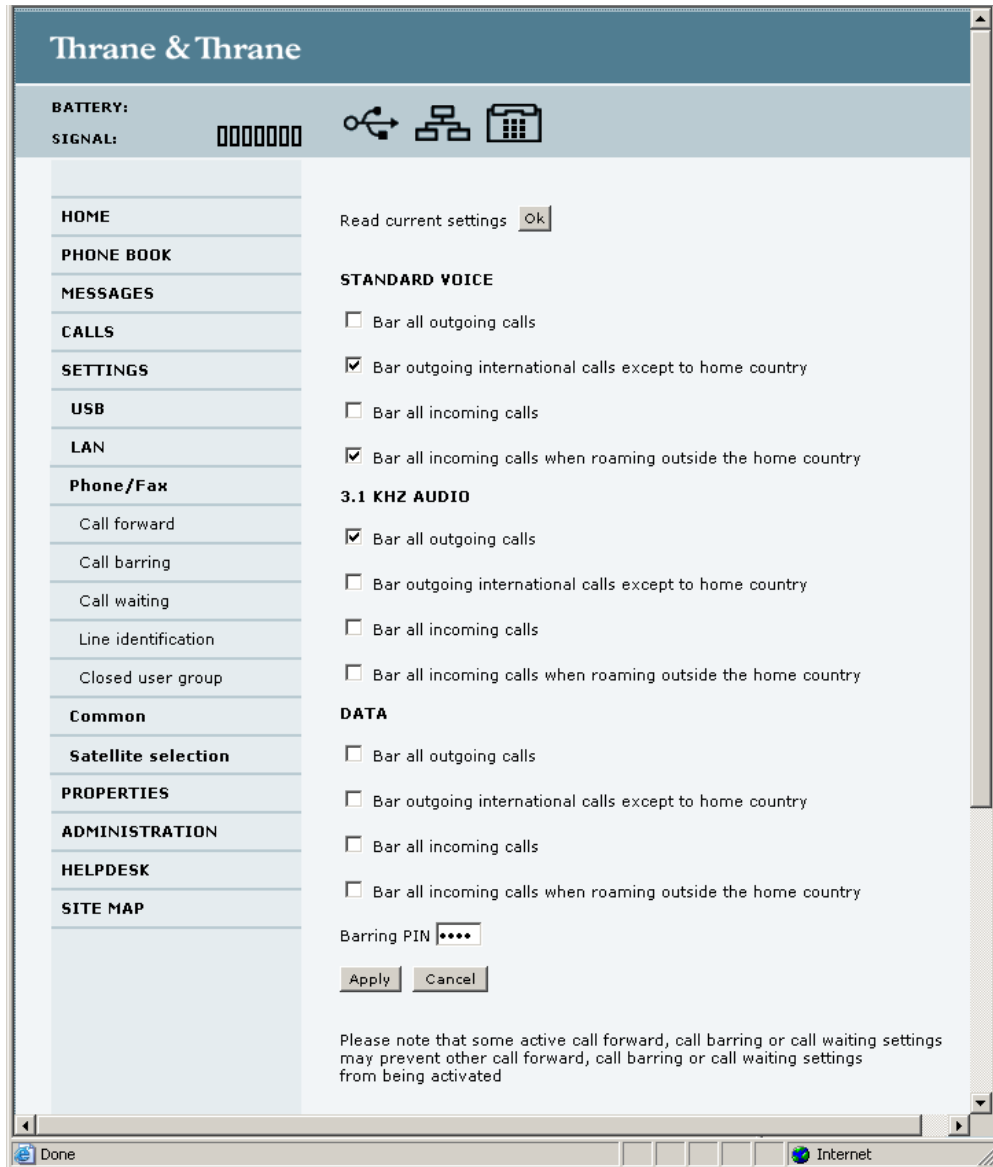 Thrane & Thrane
BATTERY:
SIGNAL:
HOME
PHONE BOOK
MESSAGES
CALLS
SETTINGS
USB
LAN
Phone/Fax
Call forward
Call barring
Call waiting
Line identification
Closed user group
Common
Satellite selection
PROPERTIES
ADMINISTRATION
HELPDESK
SITE MAP
Read current settings Ok
STANDARD VOICE
Bar all outgoing calls
Bar outgoing international calls except to home country
Bar all incoming calls
Bar all incoming calls when roaming outside the home country
3.1 KHZ AUDIO
Bar all outgoing calls
Bar outgoing international calls except to home country
Bar all incoming calls
Bar all incoming calls when roaming outside the home country
DATA
Bar all outgoing calls
Bar outgoing international calls except to home country
Bar all incoming calls
Bar all incoming calls when roaming outside the home country
Barring PIN ••••
Apply Cancel
Please note that some active call forward, call barring or call waiting settings
may prevent other call forward, call barring or call waiting settings
from being activated
Done Internet